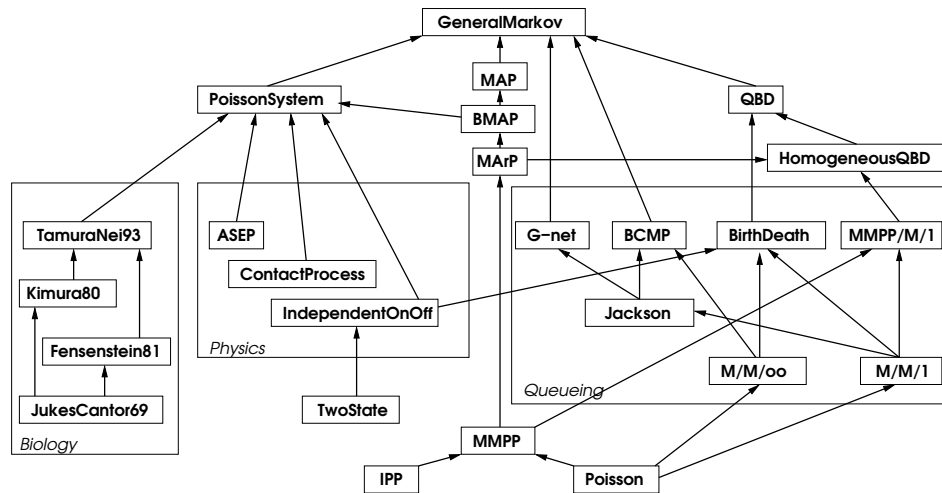 GeneralMarkov
MAP
PoissonSystem
QBD
BMAP
MArP
HomogeneousQBD
TamuraNei93
ASEP
G−net
BCMP
BirthDeath
MMPP/M/1
ContactProcess
Kimura80
IndependentOnOff
Jackson
Physics
Fensenstein81
M/M/oo
M/M/1
Queueing
JukesCantor69
TwoState
Biology
MMPP
IPP
Poisson